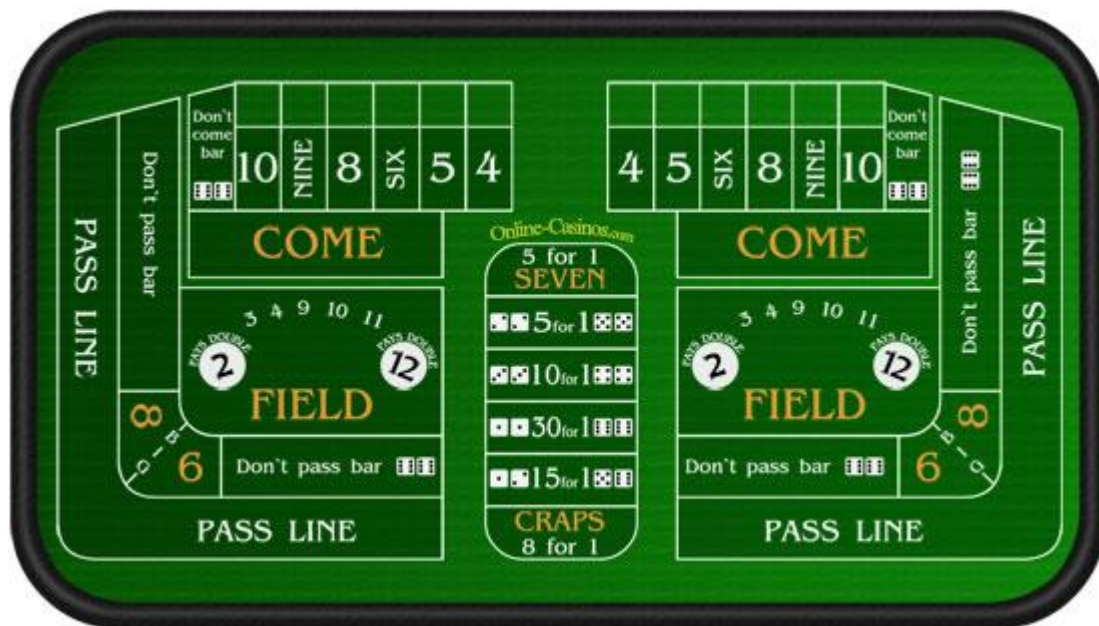 Don't
come
bar
10 NINE 8 SIX 5 4
COME
Don't pass bar
PASS LINE
3 4 9 10 11
PAYS DOUBLE
2
PAYS DOUBLE
12
FIELD
8
6
B I G
Don't pass bar
PASS LINE
Online-Casinos.com
5 for 1
SEVEN
5 for 1
10 for 1
30 for 1
15 for 1
CRAPS
8 for 1
4 5 SIX 8 NINE 10
Don't
come
bar
COME
Don't pass bar
PASS LINE
3 4 9 10 11
PAYS DOUBLE
2
PAYS DOUBLE
12
FIELD
8
6
B I G
Don't pass bar
PASS LINE